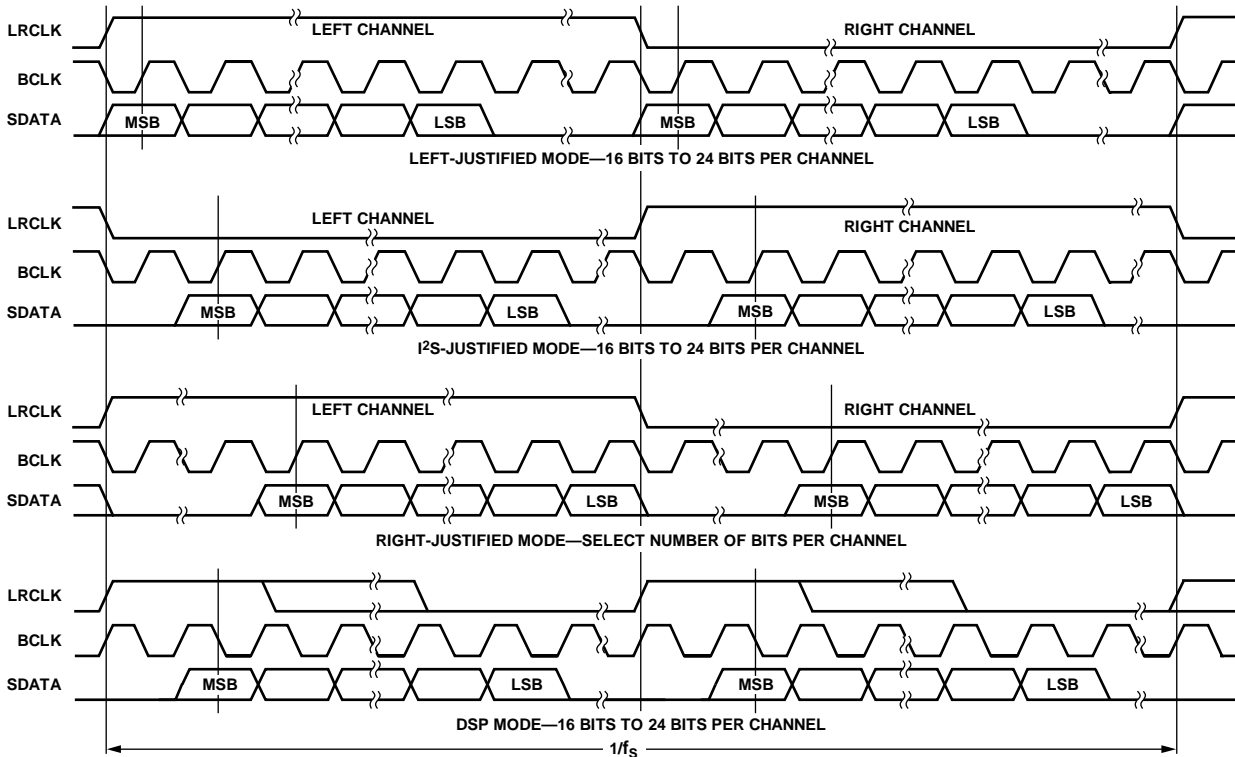 LRCLK LEFT CHANNEL RIGHT CHANNEL
BCLK
SDATA MSB LSB MSB LSB
LEFT-JUSTIFIED MODE—16 BITS TO 24 BITS PER CHANNEL
LRCLK LEFT CHANNEL RIGHT CHANNEL
BCLK
SDATA MSB LSB MSB LSB
I²S-JUSTIFIED MODE—16 BITS TO 24 BITS PER CHANNEL
LRCLK LEFT CHANNEL RIGHT CHANNEL
BCLK
SDATA MSB LSB MSB LSB
RIGHT-JUSTIFIED MODE—SELECT NUMBER OF BITS PER CHANNEL
LRCLK
BCLK
SDATA MSB LSB MSB LSB
DSP MODE—16 BITS TO 24 BITS PER CHANNEL
1/fS